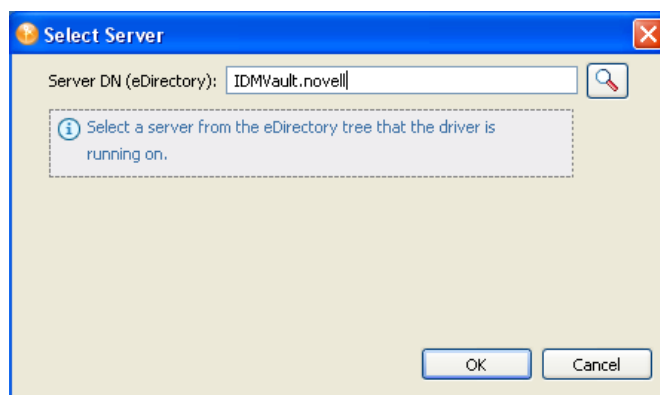 Select Server
Server DN (eDirectory): IDMVault.novell
Select a server from the eDirectory tree that the driver is
running on.
OK Cancel